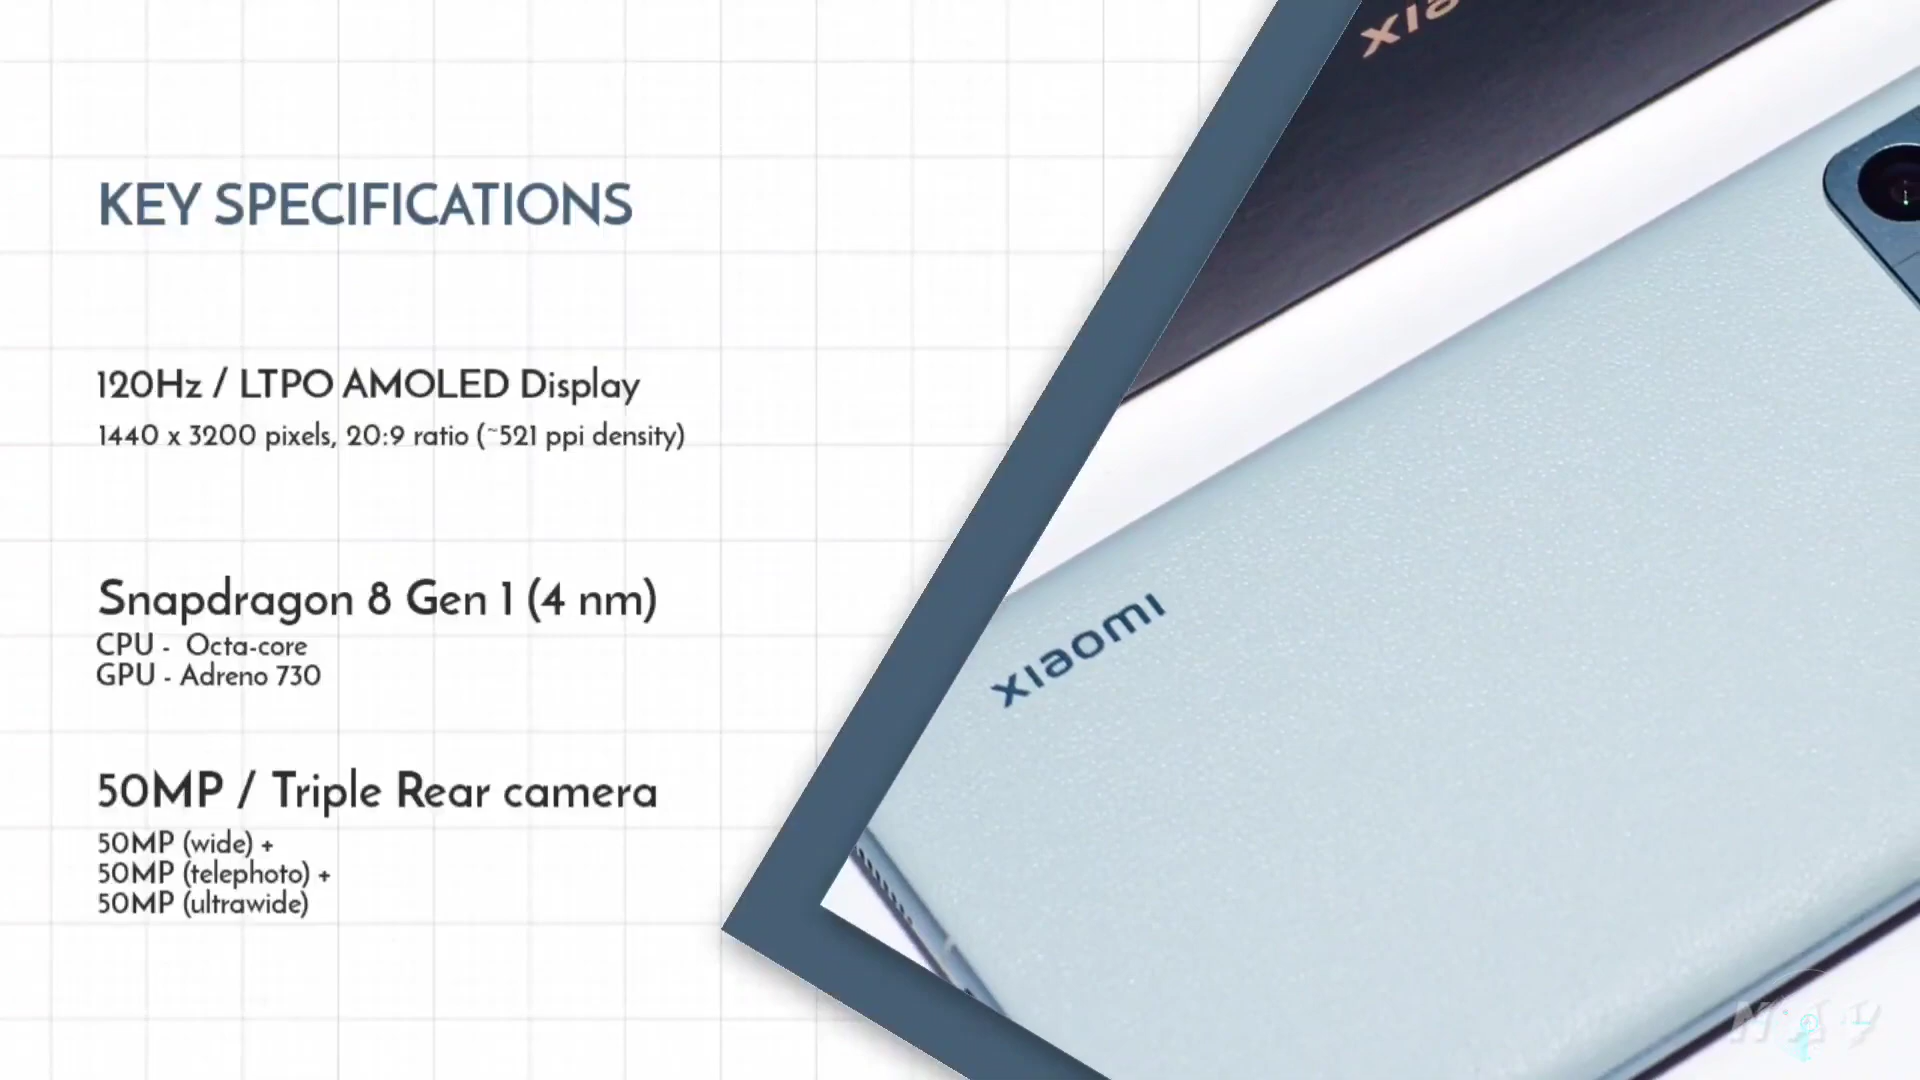 KEY SPECIFICATIONS
120Hz / LTPO AMOLED Display
1440 x 3200 pixels, 20:9 ratio (~521 ppi density)
Snapdragon 8 Gen 1 (4 nm)
CPU - Octa-core
GPU - Adreno 730
50MP / Triple Rear camera
50MP (wide) +
50MP (telephoto) +
50MP (ultrawide)
xiaomi